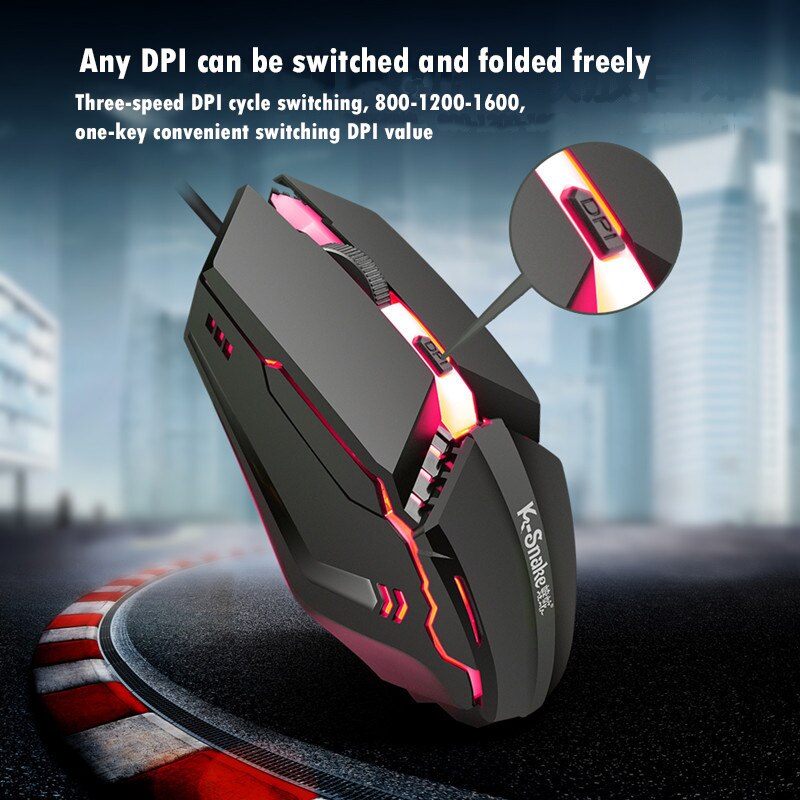 Any DPI can be switched and folded freely
Three-speed DPI cycle switching, 800-1200-1600,
one-key convenient switching DPI value
DPI
DPI
K-Snake